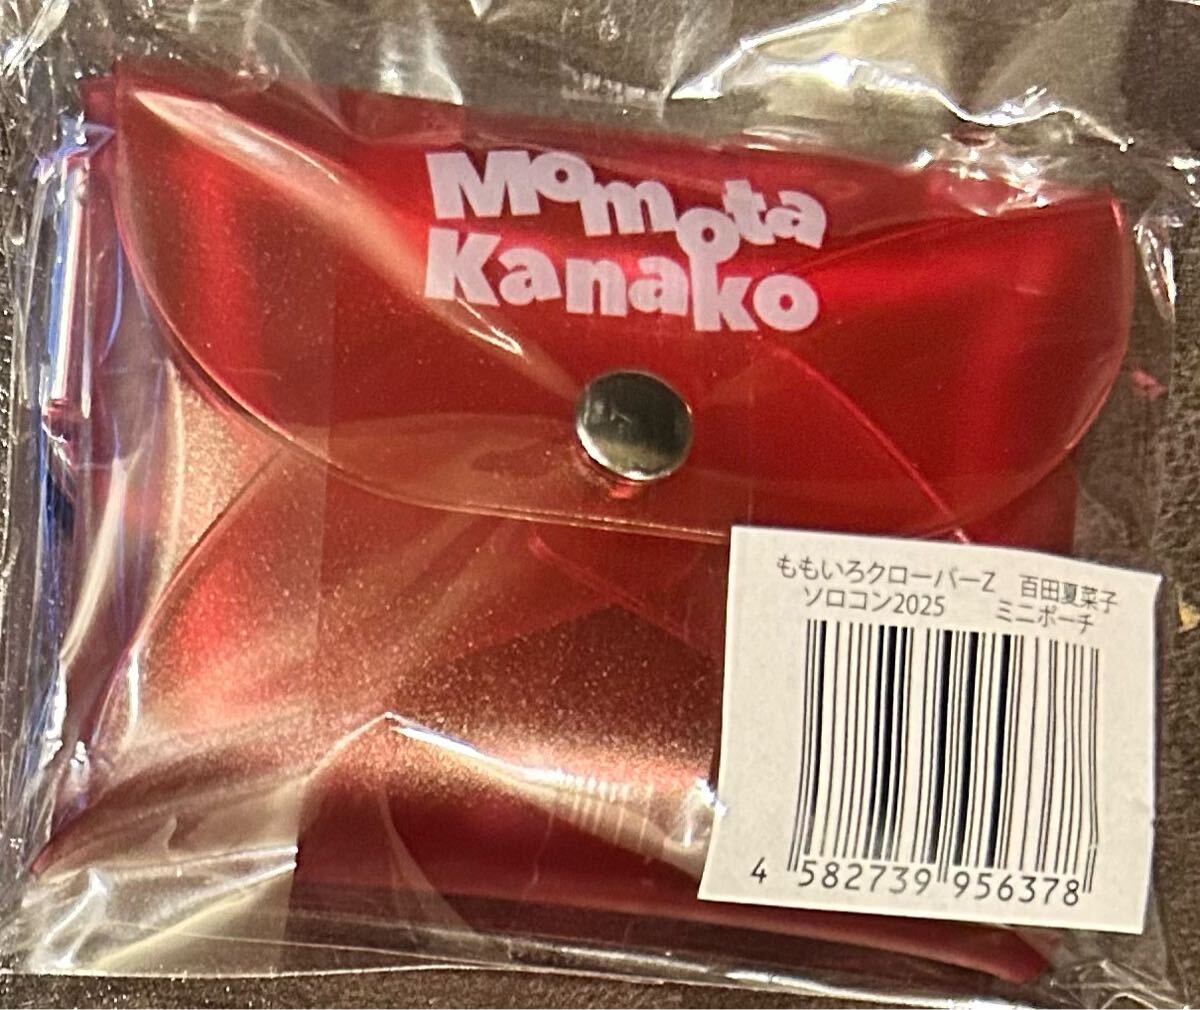 Momota
Kanako
ももいろクローバーZ 百田夏菜子
ソロコン2025 ミニポーチ
4 582739 956378